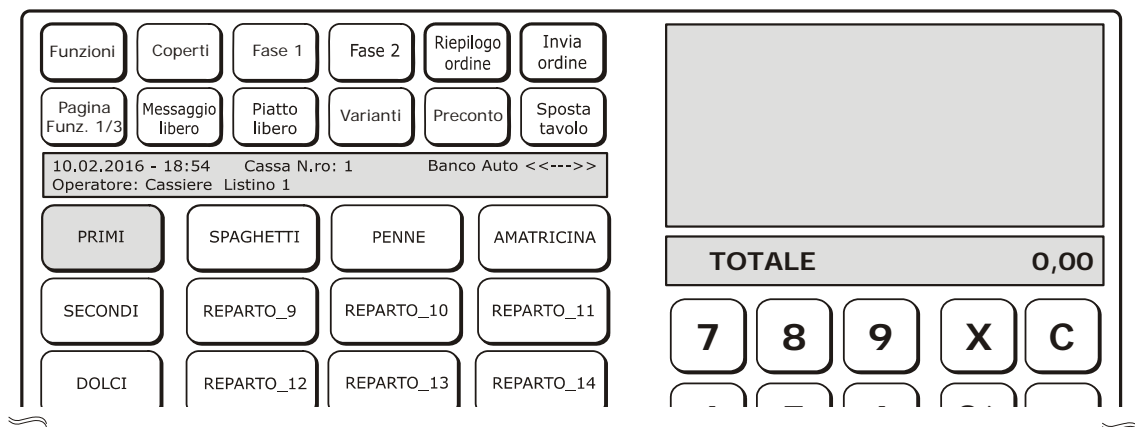 Funzioni Coperti Fase 1 Fase 2 Riepilogo ordine Invia ordine
Pagina Funz. 1/3 Messaggio libero Piatto libero Varianti Preconto Sposta tavolo
10.02.2016 - 18:54 Cassa N.ro: 1 Banco Auto <<--->>
Operatore: Cassiere Listino 1
PRIMI SPAGHETTI PENNE AMATRICINA
SECONDI REPARTO_9 REPARTO_10 REPARTO_11
DOLCI REPARTO_12 REPARTO_13 REPARTO_14
TOTALE 0,00
7 8 9 X C